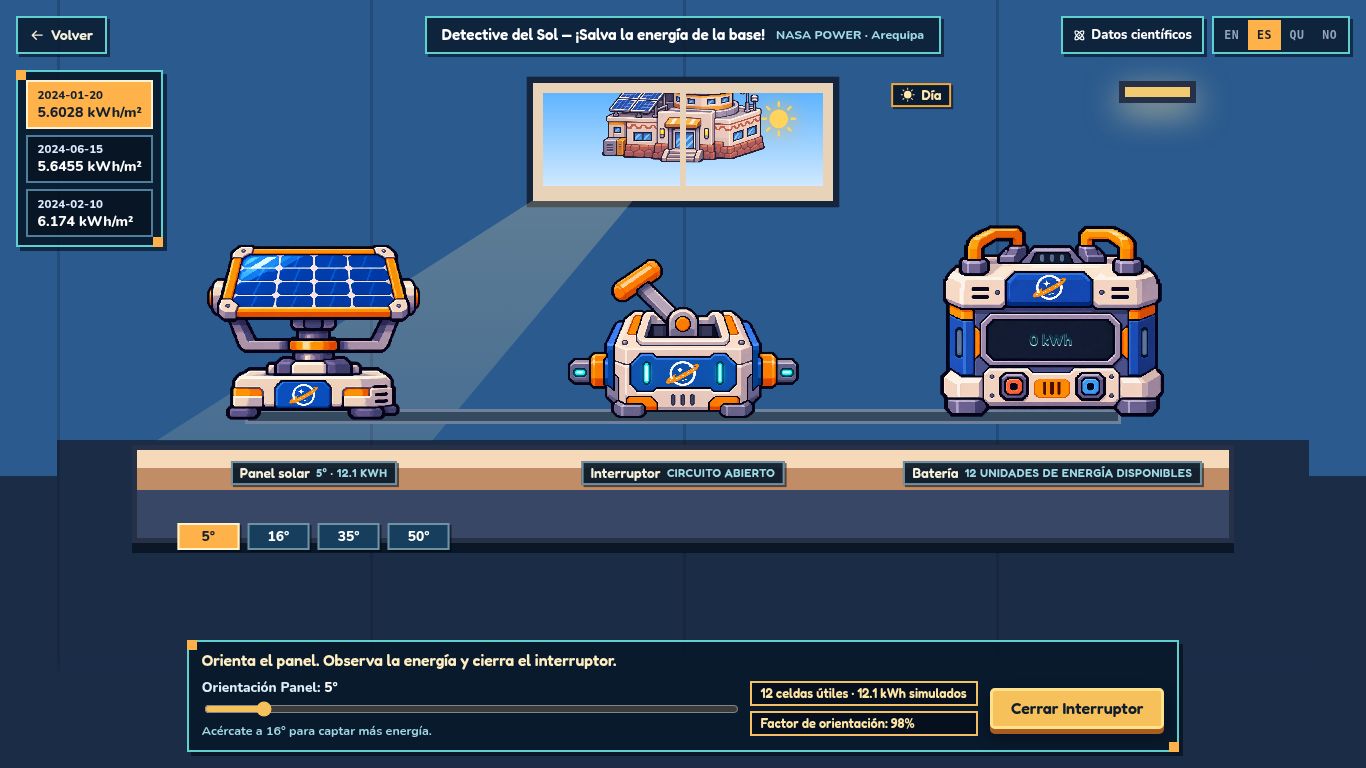 Volver
Detective del Sol — ¡Salva la energía de la base! NASA POWER · Arequipa
Datos científicos
EN ES QU NO
2024-01-20
5.6028 kWh/m²
2024-06-15
5.6455 kWh/m²
2024-02-10
6.174 kWh/m²
Día
0 kWh
Panel solar 5° · 12.1 KWH
Interruptor CIRCUITO ABIERTO
Batería 12 UNIDADES DE ENERGÍA DISPONIBLES
5° 16° 35° 50°
Orienta el panel. Observa la energía y cierra el interruptor.
Orientación Panel: 5°
Acércate a 16° para captar más energía.
12 celdas útiles · 12.1 kWh simulados
Factor de orientación: 98%
Cerrar Interruptor